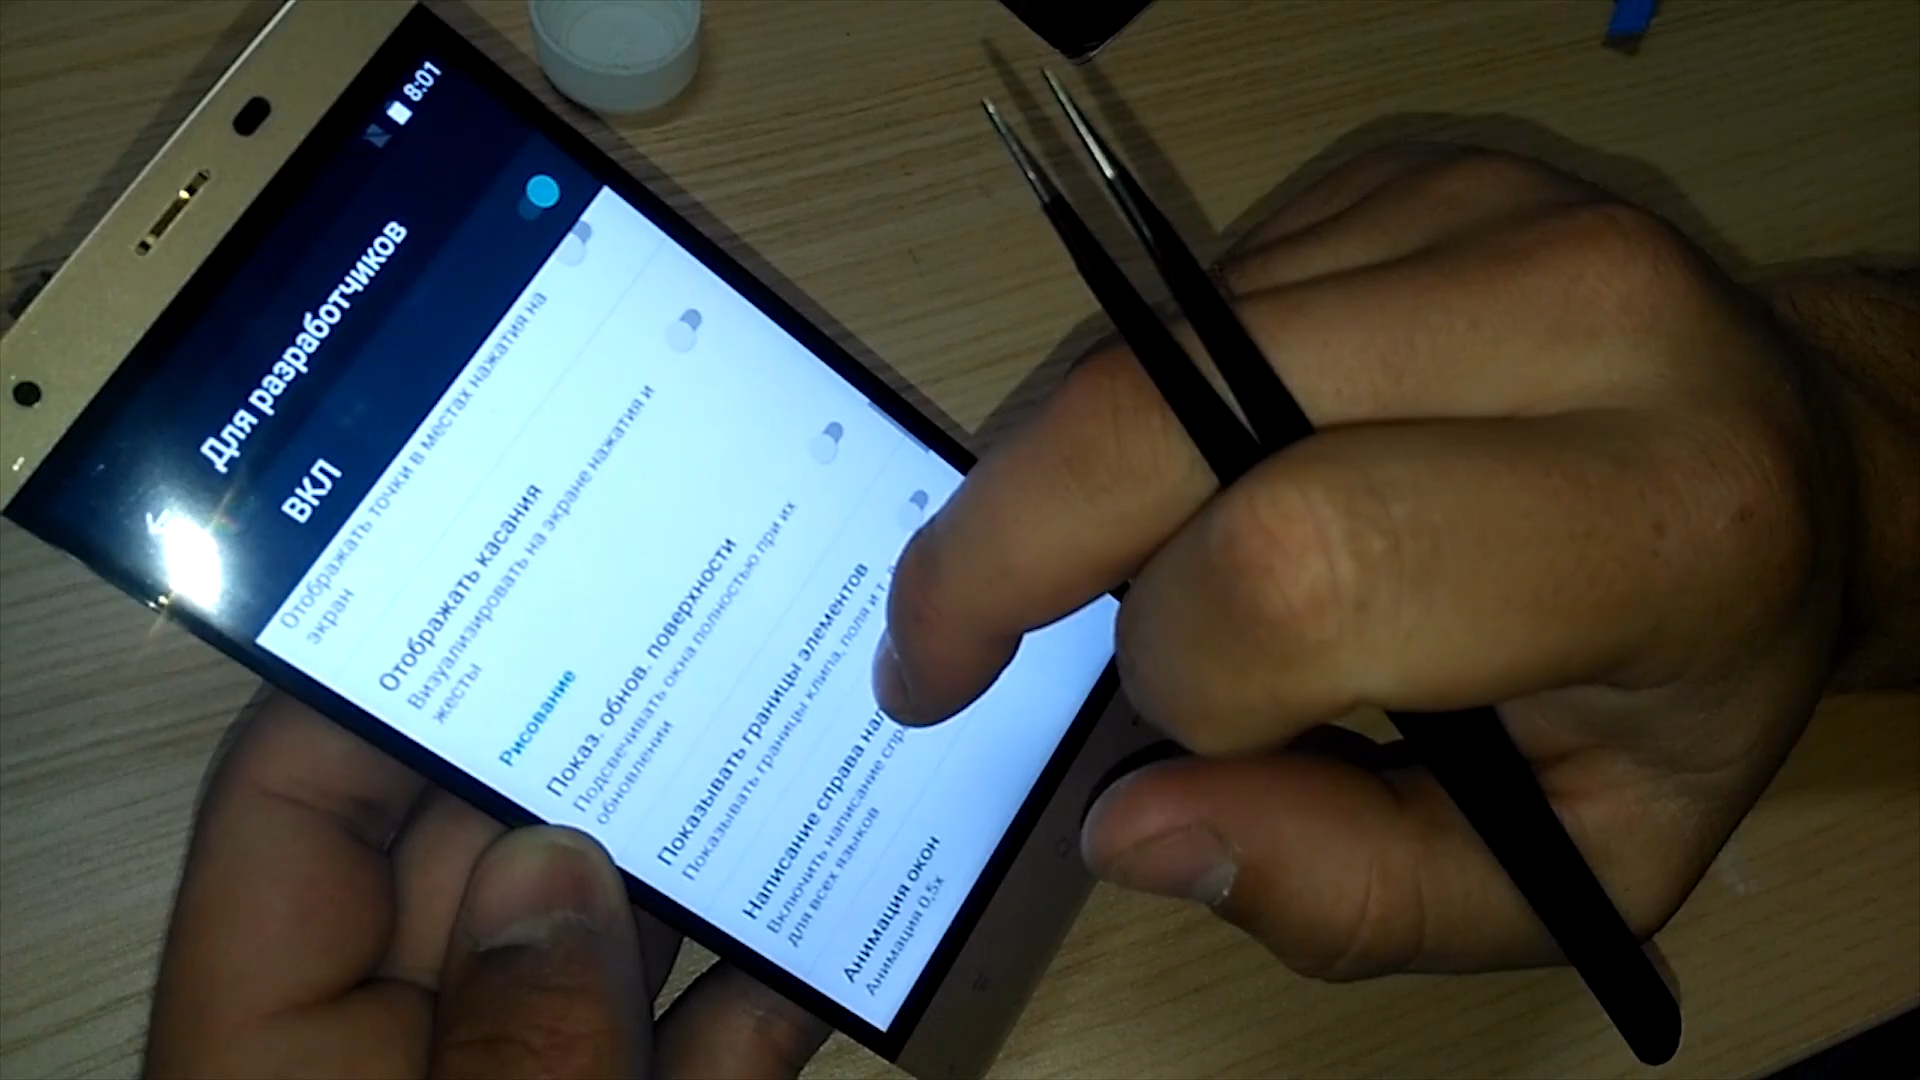 8:01
Для разработчиков
ВКЛ
Отображать точки в местах нажатия на
экран
Отображать касания
Визуализировать на экране нажатия и
жесты
Рисование
Показ. обнов. поверхности
Подсвечивать окна полностью при их
обновлении
Показывать границы элементов
Показывать границы клипа, поля и т.
Написание справа
Включить написание
для всех языков
Анимация окон
Анимация 0,5x